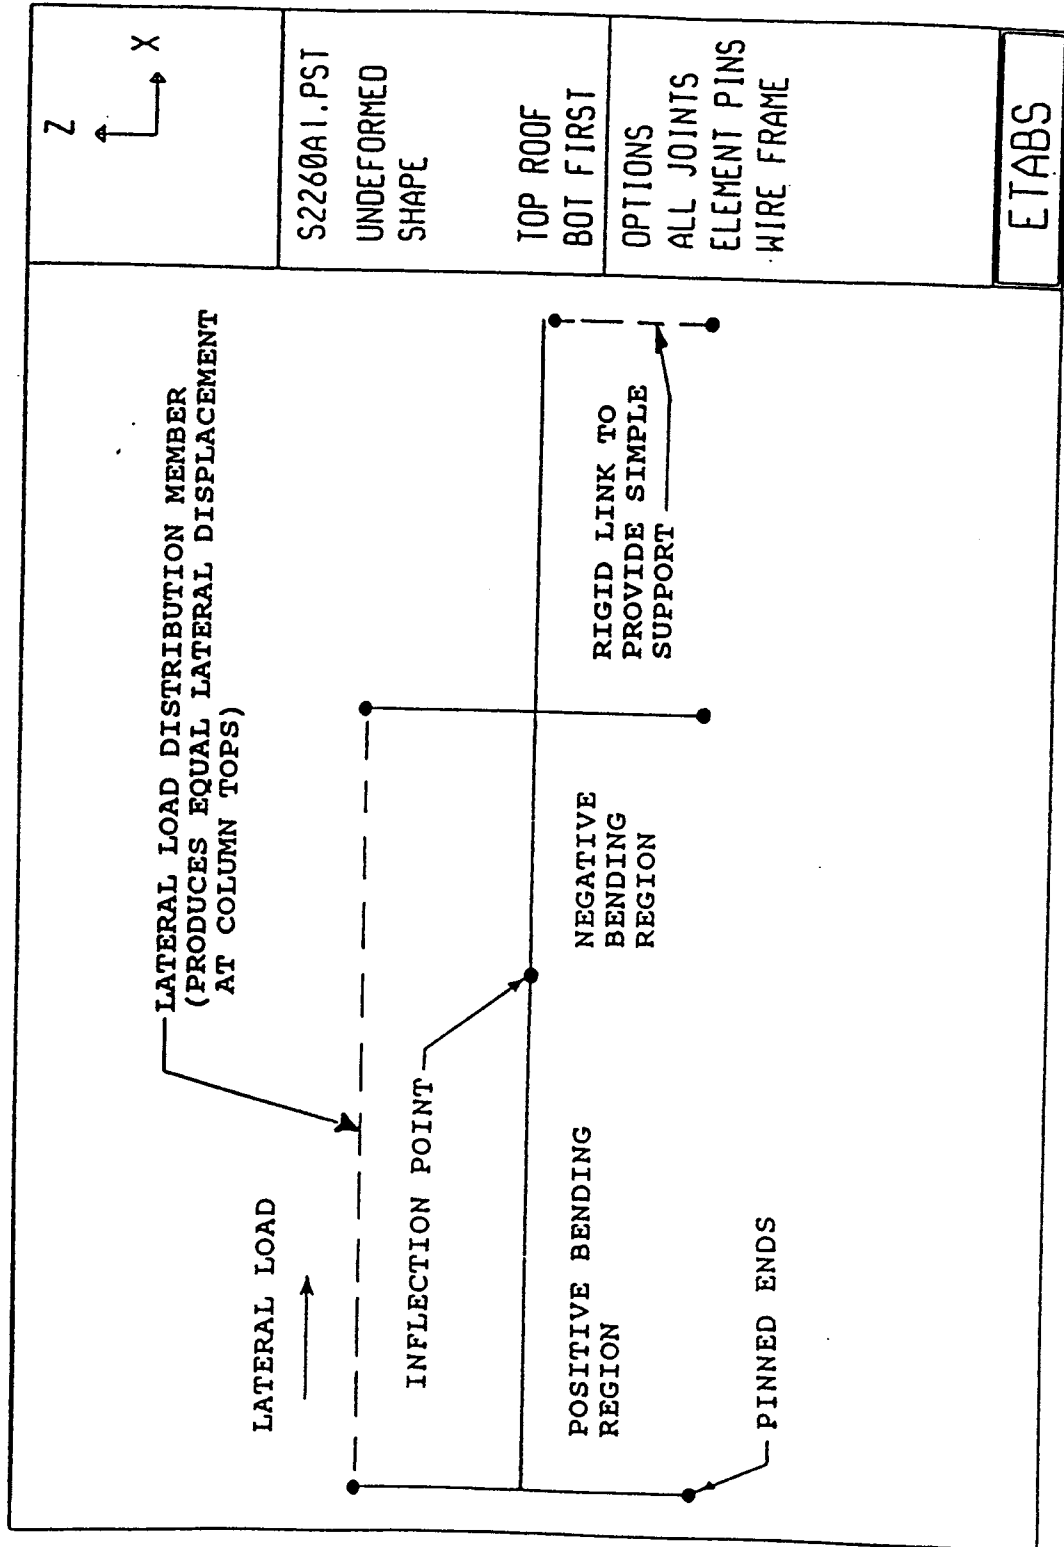 LATERAL LOAD DISTRIBUTION MEMBER
(PRODUCES EQUAL LATERAL DISPLACEMENT
AT COLUMN TOPS)
LATERAL LOAD
INFLECTION POINT
POSITIVE BENDING
REGION
NEGATIVE
BENDING
REGION
RIGID LINK TO
PROVIDE SIMPLE
SUPPORT
PINNED ENDS
Z
X
S2260A1.PST
UNDEFORMED
SHAPE
TOP ROOF
BOT FIRST
OPTIONS
ALL JOINTS
ELEMENT PINS
WIRE FRAME
ETABS